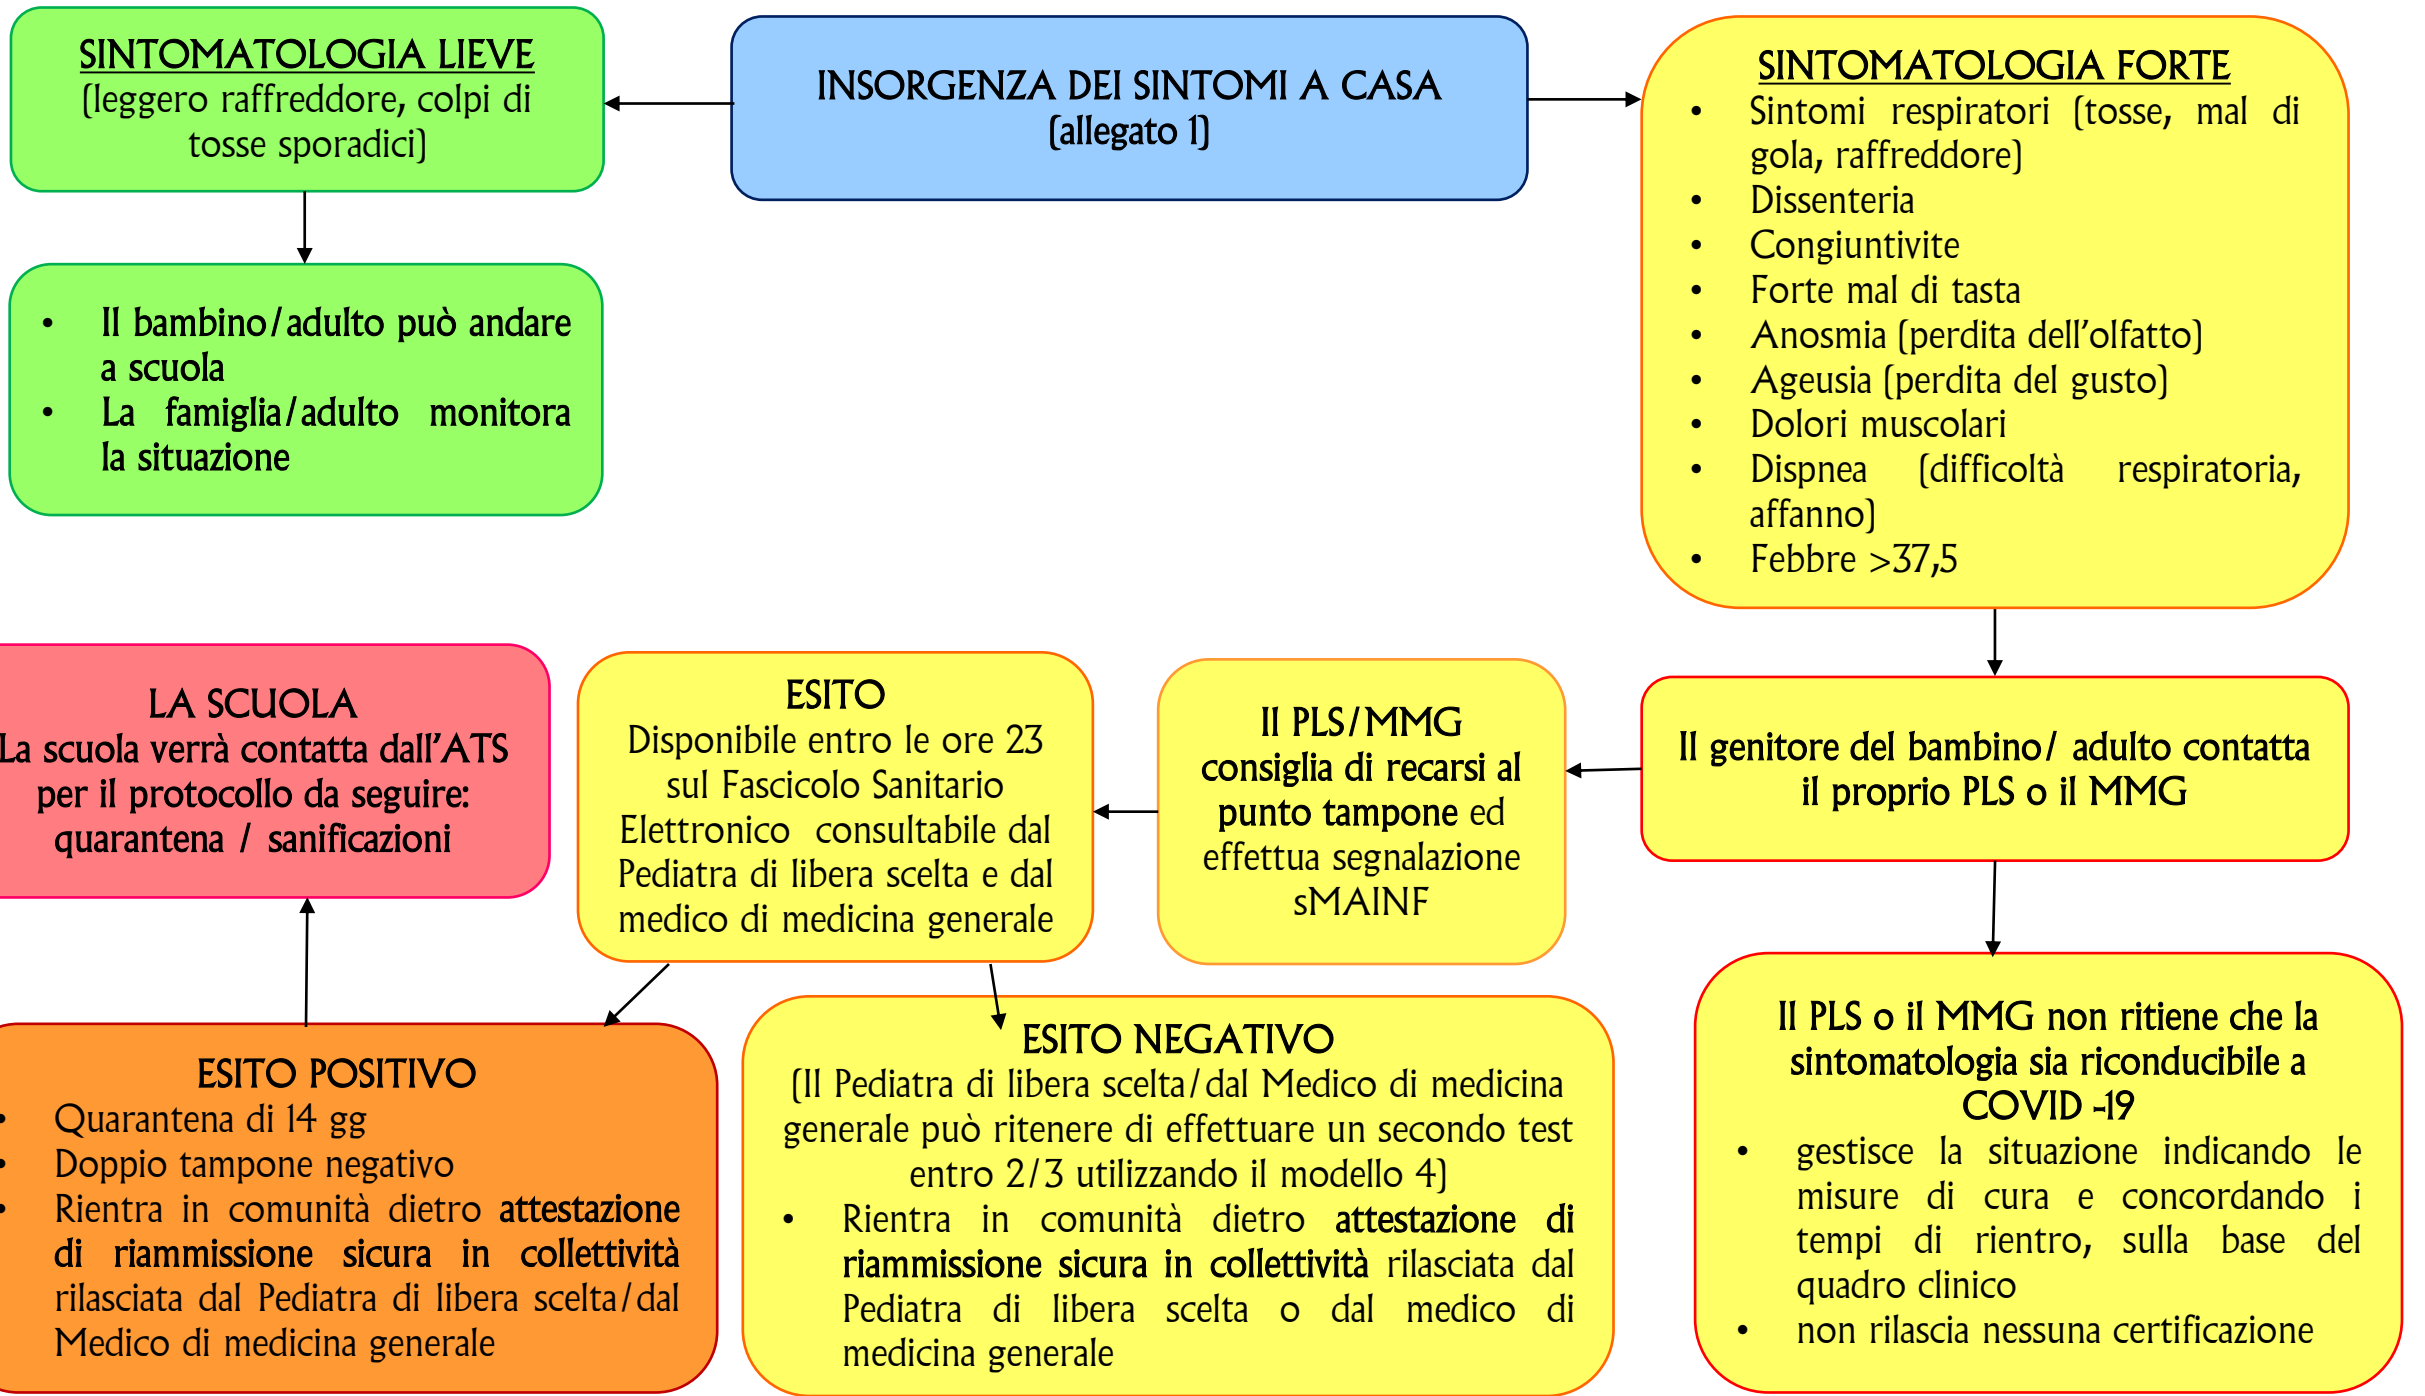 SINTOMATOLOGIA LIEVE
(leggero raffreddore, colpi di
tosse sporadici)
INSORGENZA DEI SINTOMI A CASA
(allegato 1)
SINTOMATOLOGIA FORTE
• Sintomi respiratori (tosse, mal di
gola, raffreddore)
• Dissenteria
• Congiuntivite
• Forte mal di tasta
• Anosmia (perdita dell'olfatto)
• Ageusia (perdita del gusto)
• Dolori muscolari
• Dispnea (difficoltà respiratoria,
affanno)
• Febbre >37,5
• Il bambino/adulto può andare
a scuola
• La famiglia/adulto monitora
la situazione
LA SCUOLA
La scuola verrà contatta dall'ATS
per il protocollo da seguire:
quarantena / sanificazioni
ESITO
Disponibile entro le ore 23
sul Fascicolo Sanitario
Elettronico consultabile dal
Pediatra di libera scelta e dal
medico di medicina generale
Il PLS/MMG
consiglia di recarsi al
punto tampone ed
effettua segnalazione
sMAINF
Il genitore del bambino/ adulto contatta
il proprio PLS o il MMG
ESITO POSITIVO
• Quarantena di 14 gg
• Doppio tampone negativo
• Rientra in comunità dietro attestazione
di riammissione sicura in collettività
rilasciata dal Pediatra di libera scelta/dal
Medico di medicina generale
ESITO NEGATIVO
(Il Pediatra di libera scelta/dal Medico di medicina
generale può ritenere di effettuare un secondo test
entro 2/3 utilizzando il modello 4)
• Rientra in comunità dietro attestazione di
riammissione sicura in collettività rilasciata dal
Pediatra di libera scelta o dal medico di
medicina generale
Il PLS o il MMG non ritiene che la
sintomatologia sia riconducibile a
COVID -19
• gestisce la situazione indicando le
misure di cura e concordando i
tempi di rientro, sulla base del
quadro clinico
• non rilascia nessuna certificazione